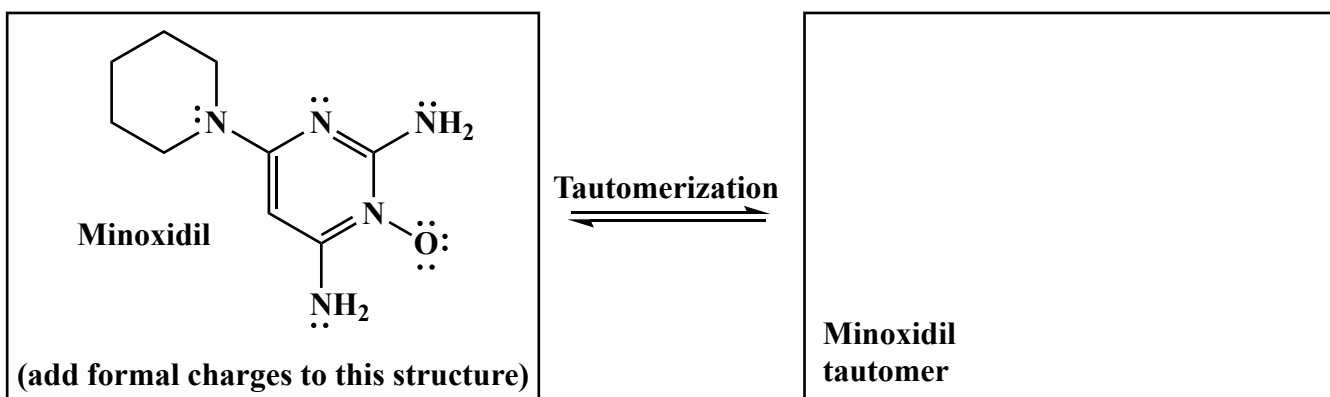 N
N
NH₂
N
O
NH₂
Minoxidil
(add formal charges to this structure)
Tautomerization
Minoxidil
tautomer